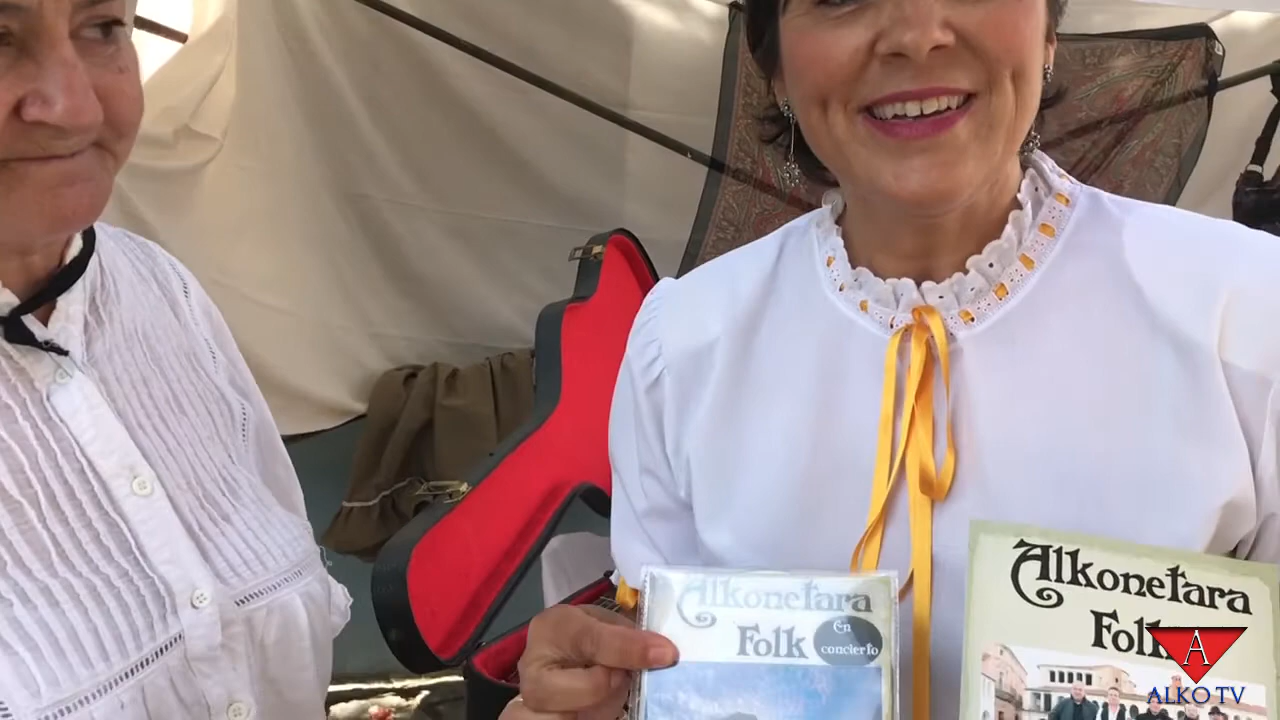 Alkonetara
Folk
En
concierto
Alkonetara
Folk
A
ALKO TV